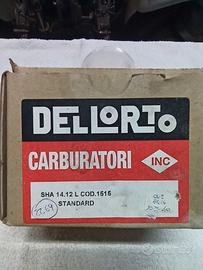 DELLORTO
CARBURATORI
INC
SHA 14.12 L COD.1515
STANDARD